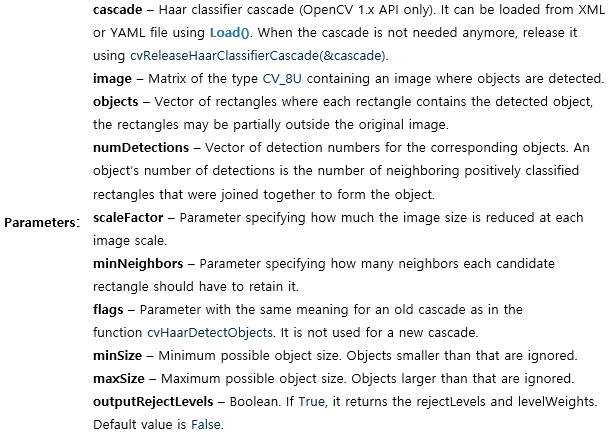 cascade – Haar classifier cascade (OpenCV 1.x API only). It can be loaded from XML
or YAML file using Load(). When the cascade is not needed anymore, release it
using cvReleaseHaarClassifierCascade(&cascade).
image – Matrix of the type CV_8U containing an image where objects are detected.
objects – Vector of rectangles where each rectangle contains the detected object,
the rectangles may be partially outside the original image.
numDetections – Vector of detection numbers for the corresponding objects. An
object's number of detections is the number of neighboring positively classified
rectangles that were joined together to form the object.
Parameters: scaleFactor – Parameter specifying how much the image size is reduced at each
image scale.
minNeighbors – Parameter specifying how many neighbors each candidate
rectangle should have to retain it.
flags – Parameter with the same meaning for an old cascade as in the
function cvHaarDetectObjects. It is not used for a new cascade.
minSize – Minimum possible object size. Objects smaller than that are ignored.
maxSize – Maximum possible object size. Objects larger than that are ignored.
outputRejectLevels – Boolean. If True, it returns the rejectLevels and levelWeights.
Default value is False.